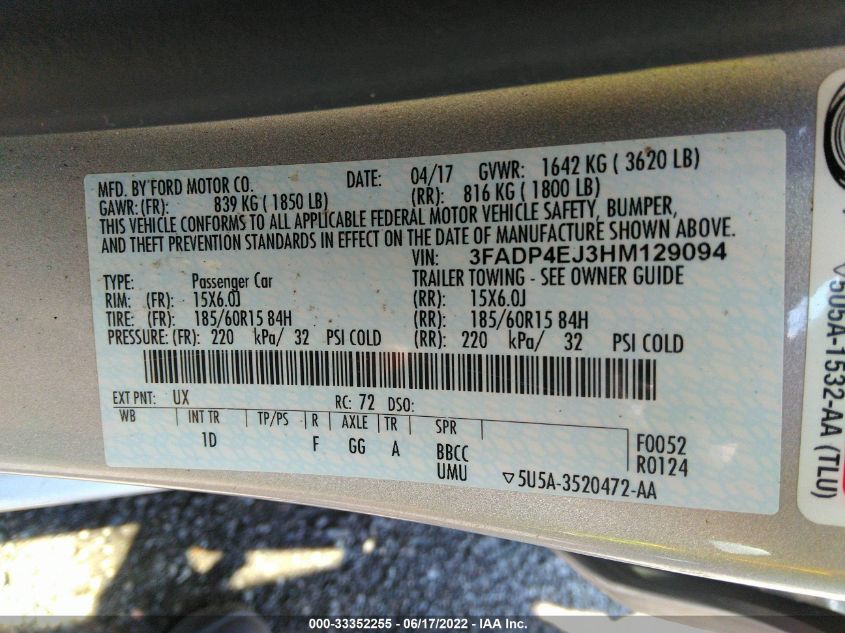 MFD. BY FORD MOTOR CO. DATE: 04/17 GVWR: 1642 KG ( 3620 LB)
GAWR: (FR): 839 KG ( 1850 LB) (RR): 816 KG ( 1800 LB)
THIS VEHICLE CONFORMS TO ALL APPLICABLE FEDERAL MOTOR VEHICLE SAFETY, BUMPER,
AND THEFT PREVENTION STANDARDS IN EFFECT ON THE DATE OF MANUFACTURE SHOWN ABOVE.
VIN: 3FADP4EJ3HM129094
TYPE: Passenger Car TRAILER TOWING - SEE OWNER GUIDE
RIM: (FR): 15X6.0J (RR): 15X6.0J
TIRE: (FR): 185/60R15 84H (RR): 185/60R15 84H
PRESSURE: (FR): 220 kPa/ 32 PSI COLD (RR): 220 kPa/ 32 PSI COLD
EXT PNT: UX RC: 72 DSO:
WB INT TR TP/PS R AXLE TR SPR
1D F GG A BBCC
UMU
F0052
R0124
▽5U5A-3520472-AA
▽5U5A-1532-AA (TLU)
000-33352255 - 06/17/2022 - IAA Inc.